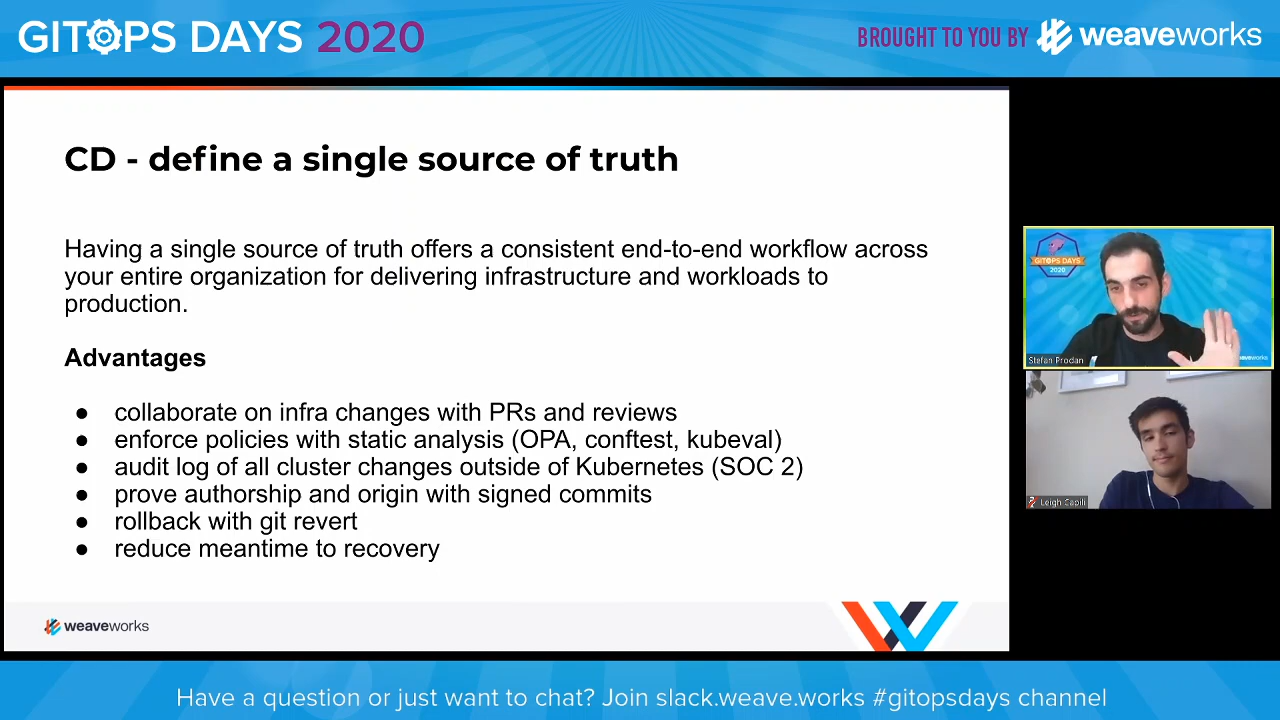 GITOPS DAYS 2020
BROUGHT TO YOU BY weaveworks
CD - define a single source of truth
Having a single source of truth offers a consistent end-to-end workflow across
your entire organization for delivering infrastructure and workloads to
production.
Advantages
● collaborate on infra changes with PRs and reviews
● enforce policies with static analysis (OPA, conftest, kubeval)
● audit log of all cluster changes outside of Kubernetes (SOC 2)
● prove authorship and origin with signed commits
● rollback with git revert
● reduce meantime to recovery
weaveworks
GITOPS DAYS
2020
Stefan Prodan
Leigh Capili
Have a question or just want to chat? Join slack.weave.works #gitopsdays channel